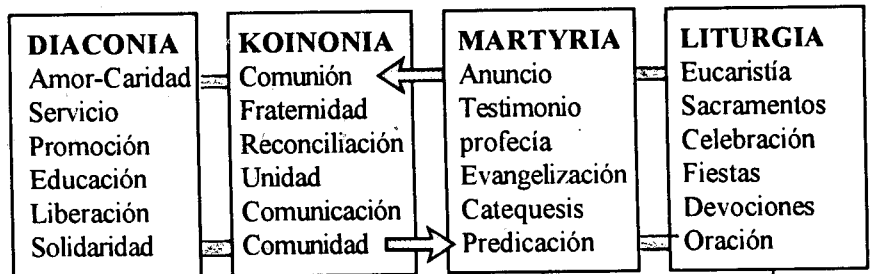 DIACONIA
Amor-Caridad
Servicio
Promoción
Educación
Liberación
Solidaridad
KOINONIA
Comunión
Fraternidad
Reconciliación
Unidad
Comunicación
Comunidad
MARTYRIA
Anuncio
Testimonio
profecía
Evangelización
Catequesis
Predicación
LITURGIA
Eucaristía
Sacramentos
Celebración
Fiestas
Devociones
Oración